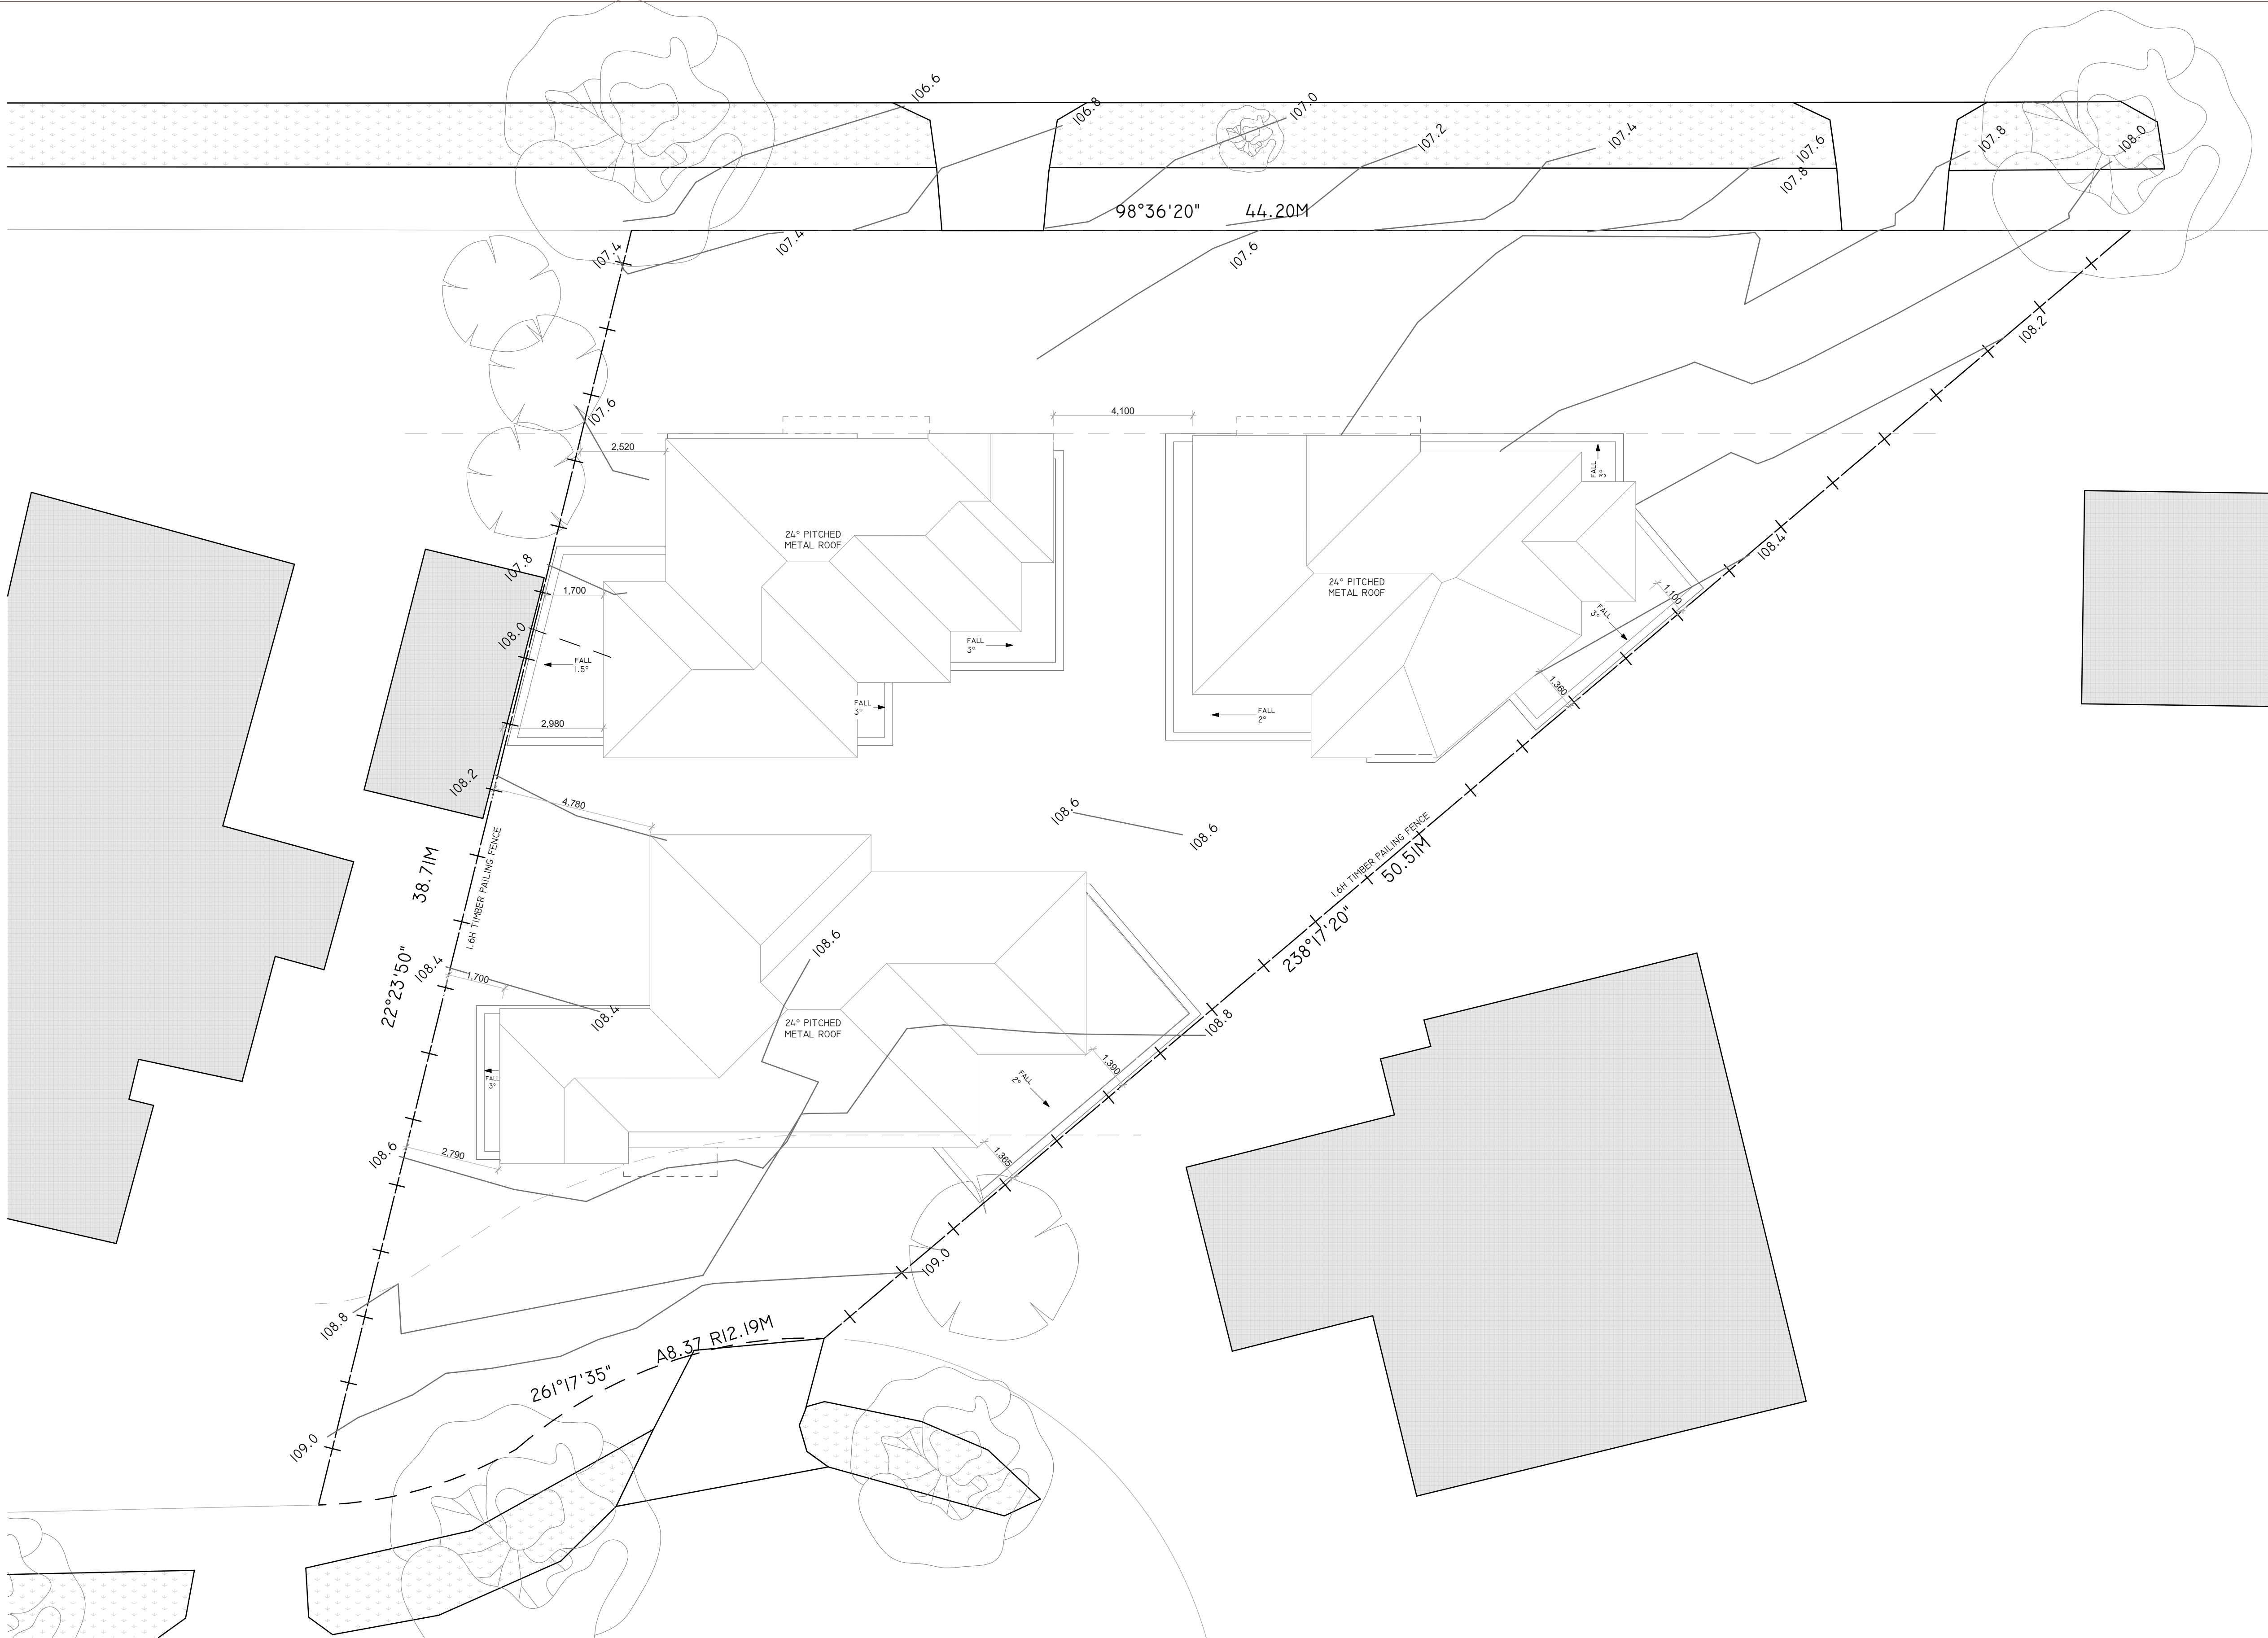 106.6
106.8
107.0
107.2
107.4
107.6
107.8
107.8
108.0
98°36'20" 44.20M
107.4
107.4
107.6
108.2
107.6
2,520
4,100
FALL
3°
24° PITCHED
METAL ROOF
108.4
107.8
1,700
24° PITCHED
METAL ROOF
1,100
FALL
3°
108.0
FALL
1.5°
FALL
3°
1,360
2,980
FALL
3°
FALL
2°
108.2
4,780
108.6
108.6
1.6H TIMBER PAILING FENCE
50.51M
38.71M
1.6H TIMBER PAILING FENCE
238°17'20"
108.6
108.4
1,700
22°23'50"
108.4
24° PITCHED
METAL ROOF
108.8
1,390
FALL
3°
FALL
2°
108.6
2,790
1,365
109.0
108.8
A8.37 R12.19M
261°17'35"
109.0